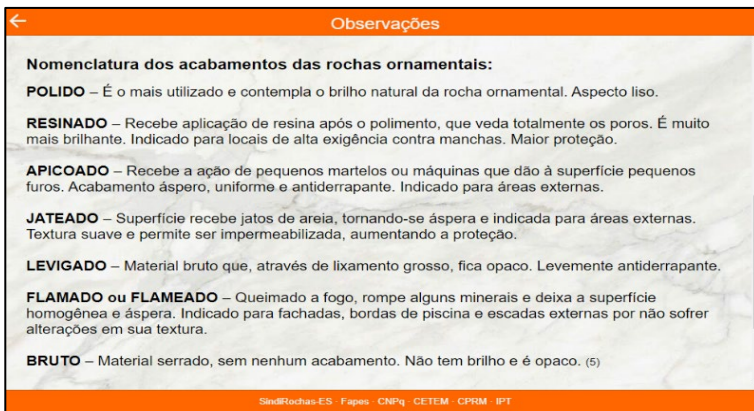 Observações
Nomenclatura dos acabamentos das rochas ornamentais:
POLIDO – É o mais utilizado e contempla o brilho natural da rocha ornamental. Aspecto liso.
RESINADO – Recebe aplicação de resina após o polimento, que veda totalmente os poros. É muito
mais brilhante. Indicado para locais de alta exigência contra manchas. Maior proteção.
APICOADO – Recebe a ação de pequenos martelos ou máquinas que dão à superfície pequenos
furos. Acabamento áspero, uniforme e antiderrapante. Indicado para áreas externas.
JATEADO – Superfície recebe jatos de areia, tornando-se áspera e indicada para áreas externas.
Textura suave e permite ser impermeabilizada, aumentando a proteção.
LEVIGADO – Material bruto que, através de lixamento grosso, fica opaco. Levemente antiderrapante.
FLAMADO ou FLAMEADO – Queimado a fogo, rompe alguns minerais e deixa a superfície
homogênea e áspera. Indicado para fachadas, bordas de piscina e escadas externas por não sofrer
alterações em sua textura.
BRUTO – Material serrado, sem nenhum acabamento. Não tem brilho e é opaco. (5)
SindiRochas-ES - Fapes - CNPq - CETEM - CPRM - IPT